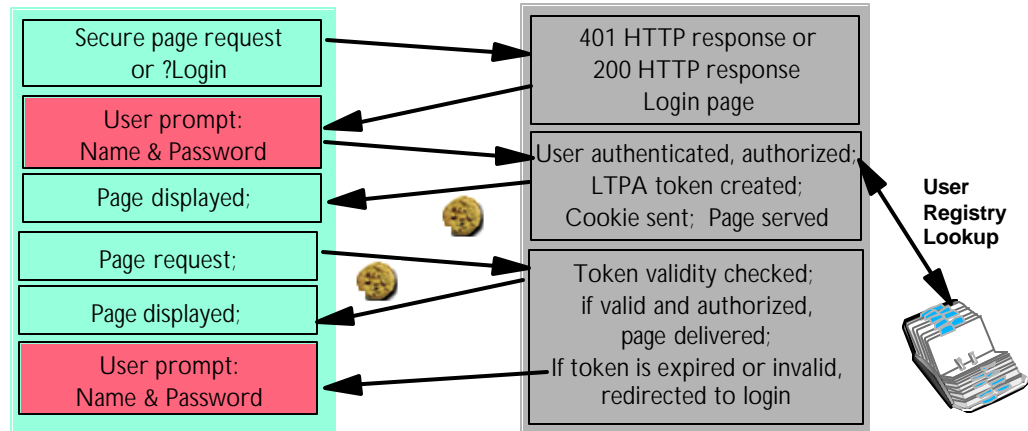 Secure page request
or ?Login
User prompt:
Name & Password
Page displayed;
Page request;
Page displayed;
User prompt:
Name & Password
401 HTTP response or
200 HTTP response
Login page
User authenticated, authorized;
LTPA token created;
Cookie sent; Page served
Token validity checked;
if valid and authorized,
page delivered;
If token is expired or invalid,
redirected to login
User
Registry
Lookup